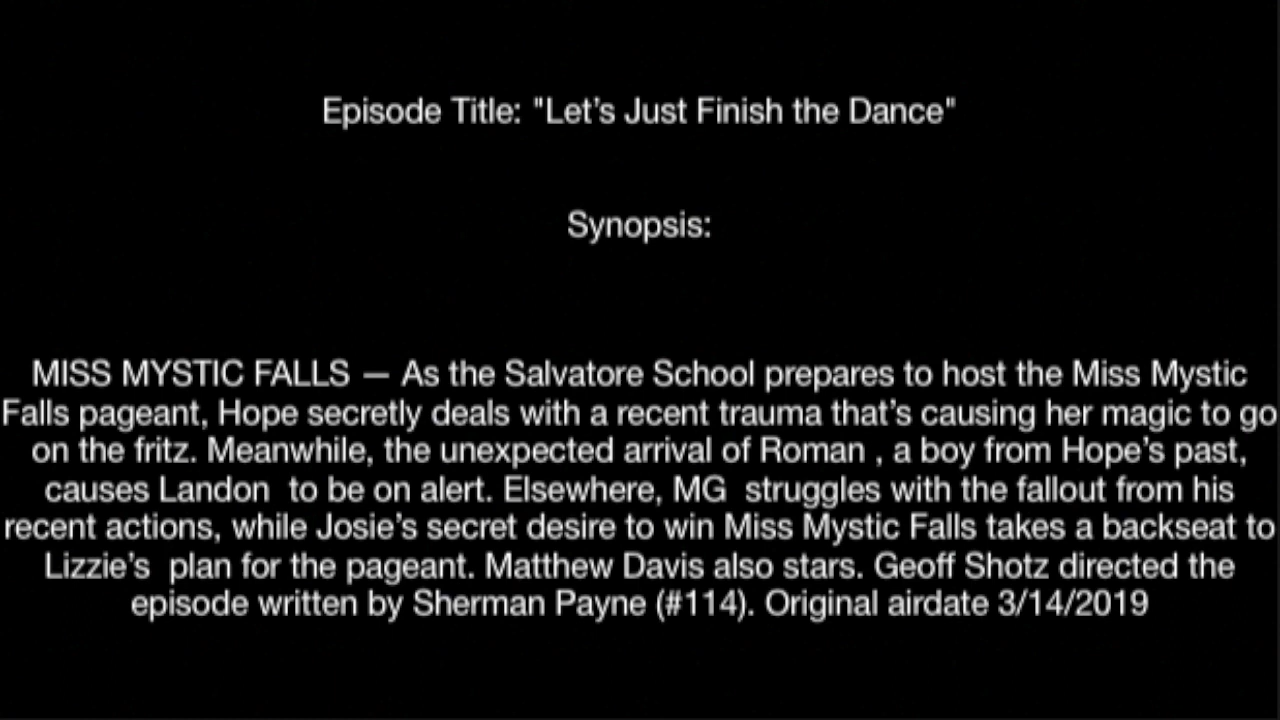 Episode Title: "Let’s Just Finish the Dance"
Synopsis:
MISS MYSTIC FALLS — As the Salvatore School prepares to host the Miss Mystic
Falls pageant, Hope secretly deals with a recent trauma that’s causing her magic to go
on the fritz. Meanwhile, the unexpected arrival of Roman , a boy from Hope’s past,
causes Landon  to be on alert. Elsewhere, MG  struggles with the fallout from his
recent actions, while Josie’s secret desire to win Miss Mystic Falls takes a backseat to
Lizzie’s  plan for the pageant. Matthew Davis also stars. Geoff Shotz directed the
episode written by Sherman Payne (#114). Original airdate 3/14/2019